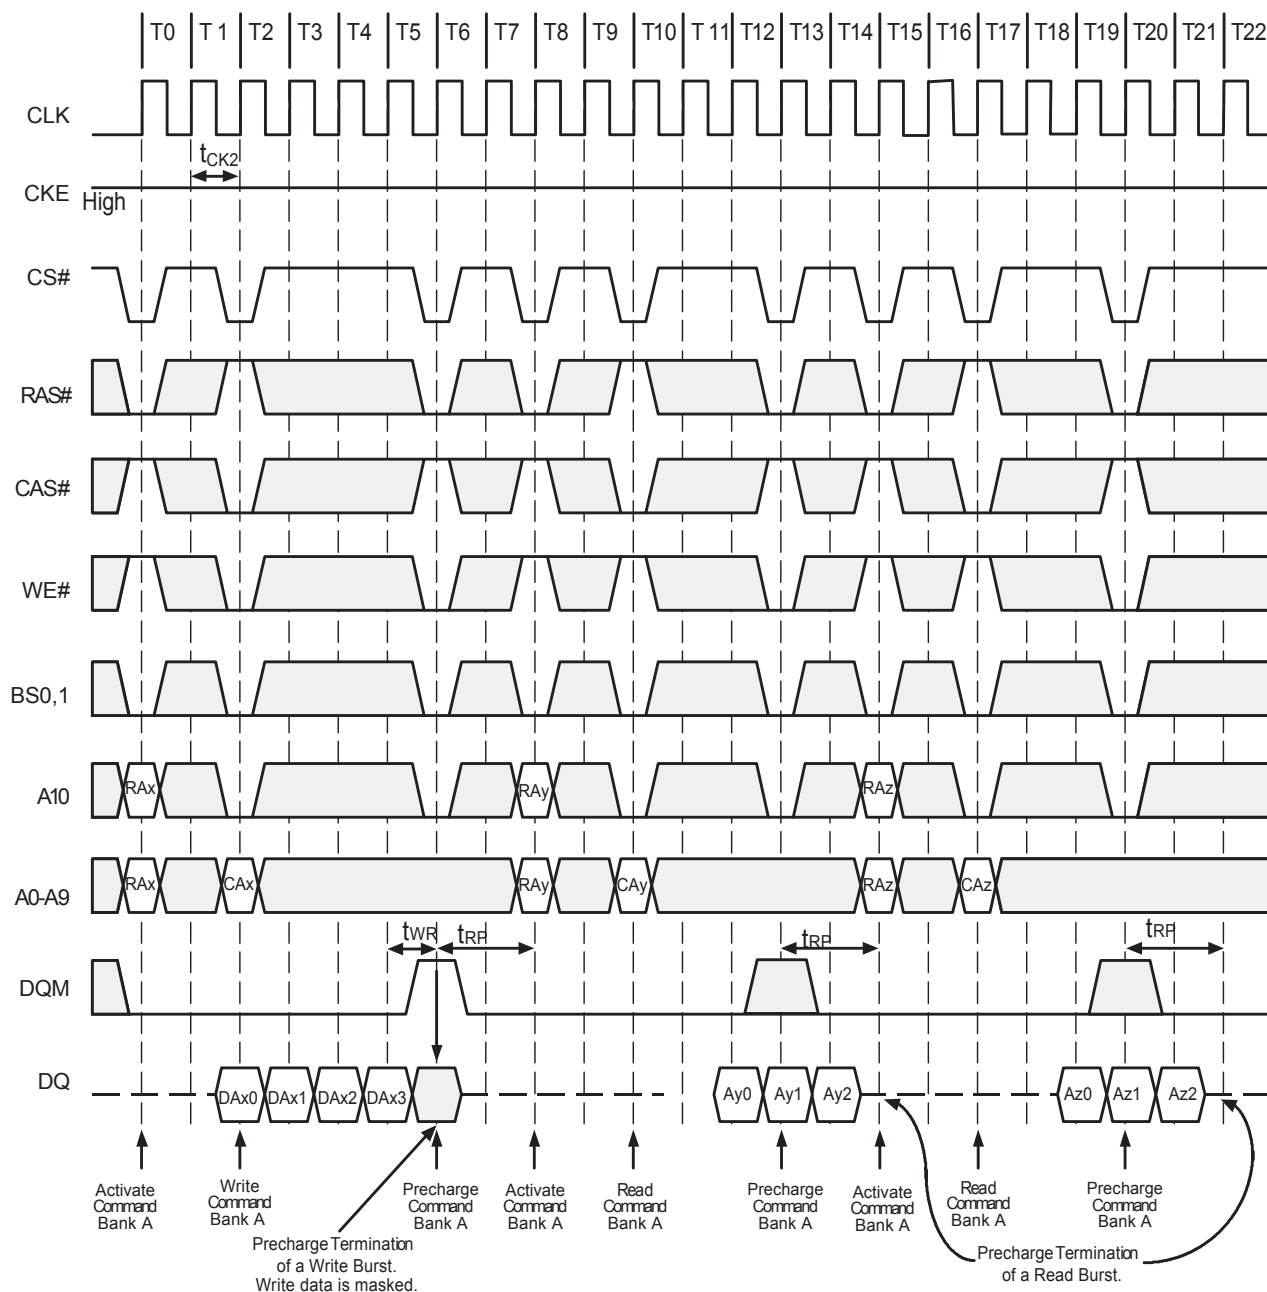 T0 T 1 T2 T3 T4 T5 T6 T7 T8 T9 T10 T 11 T12 T13 T14 T15 T16 T17 T18 T19 T20 T21 T22
CLK
tCK2
CKE
High
CS#
RAS#
CAS#
WE#
BS0,1
A10
RAx RAy RAz
A0-A9
RAx CAx RAy CAy RAz CAz
tWR tRP tRP tRP
DQM
DQ
DAx0 DAx1 DAx2 DAx3 Ay0 Ay1 Ay2 Az0 Az1 Az2
Activate
Command
Bank A
Write
Command
Bank A
Precharge
Command
Bank A
Activate
Command
Bank A
Read
Command
Bank A
Precharge
Command
Bank A
Activate
Command
Bank A
Read
Command
Bank A
Precharge
Command
Bank A
Precharge Termination
of a Write Burst.
Write data is masked.
Precharge Termination
of a Read Burst.